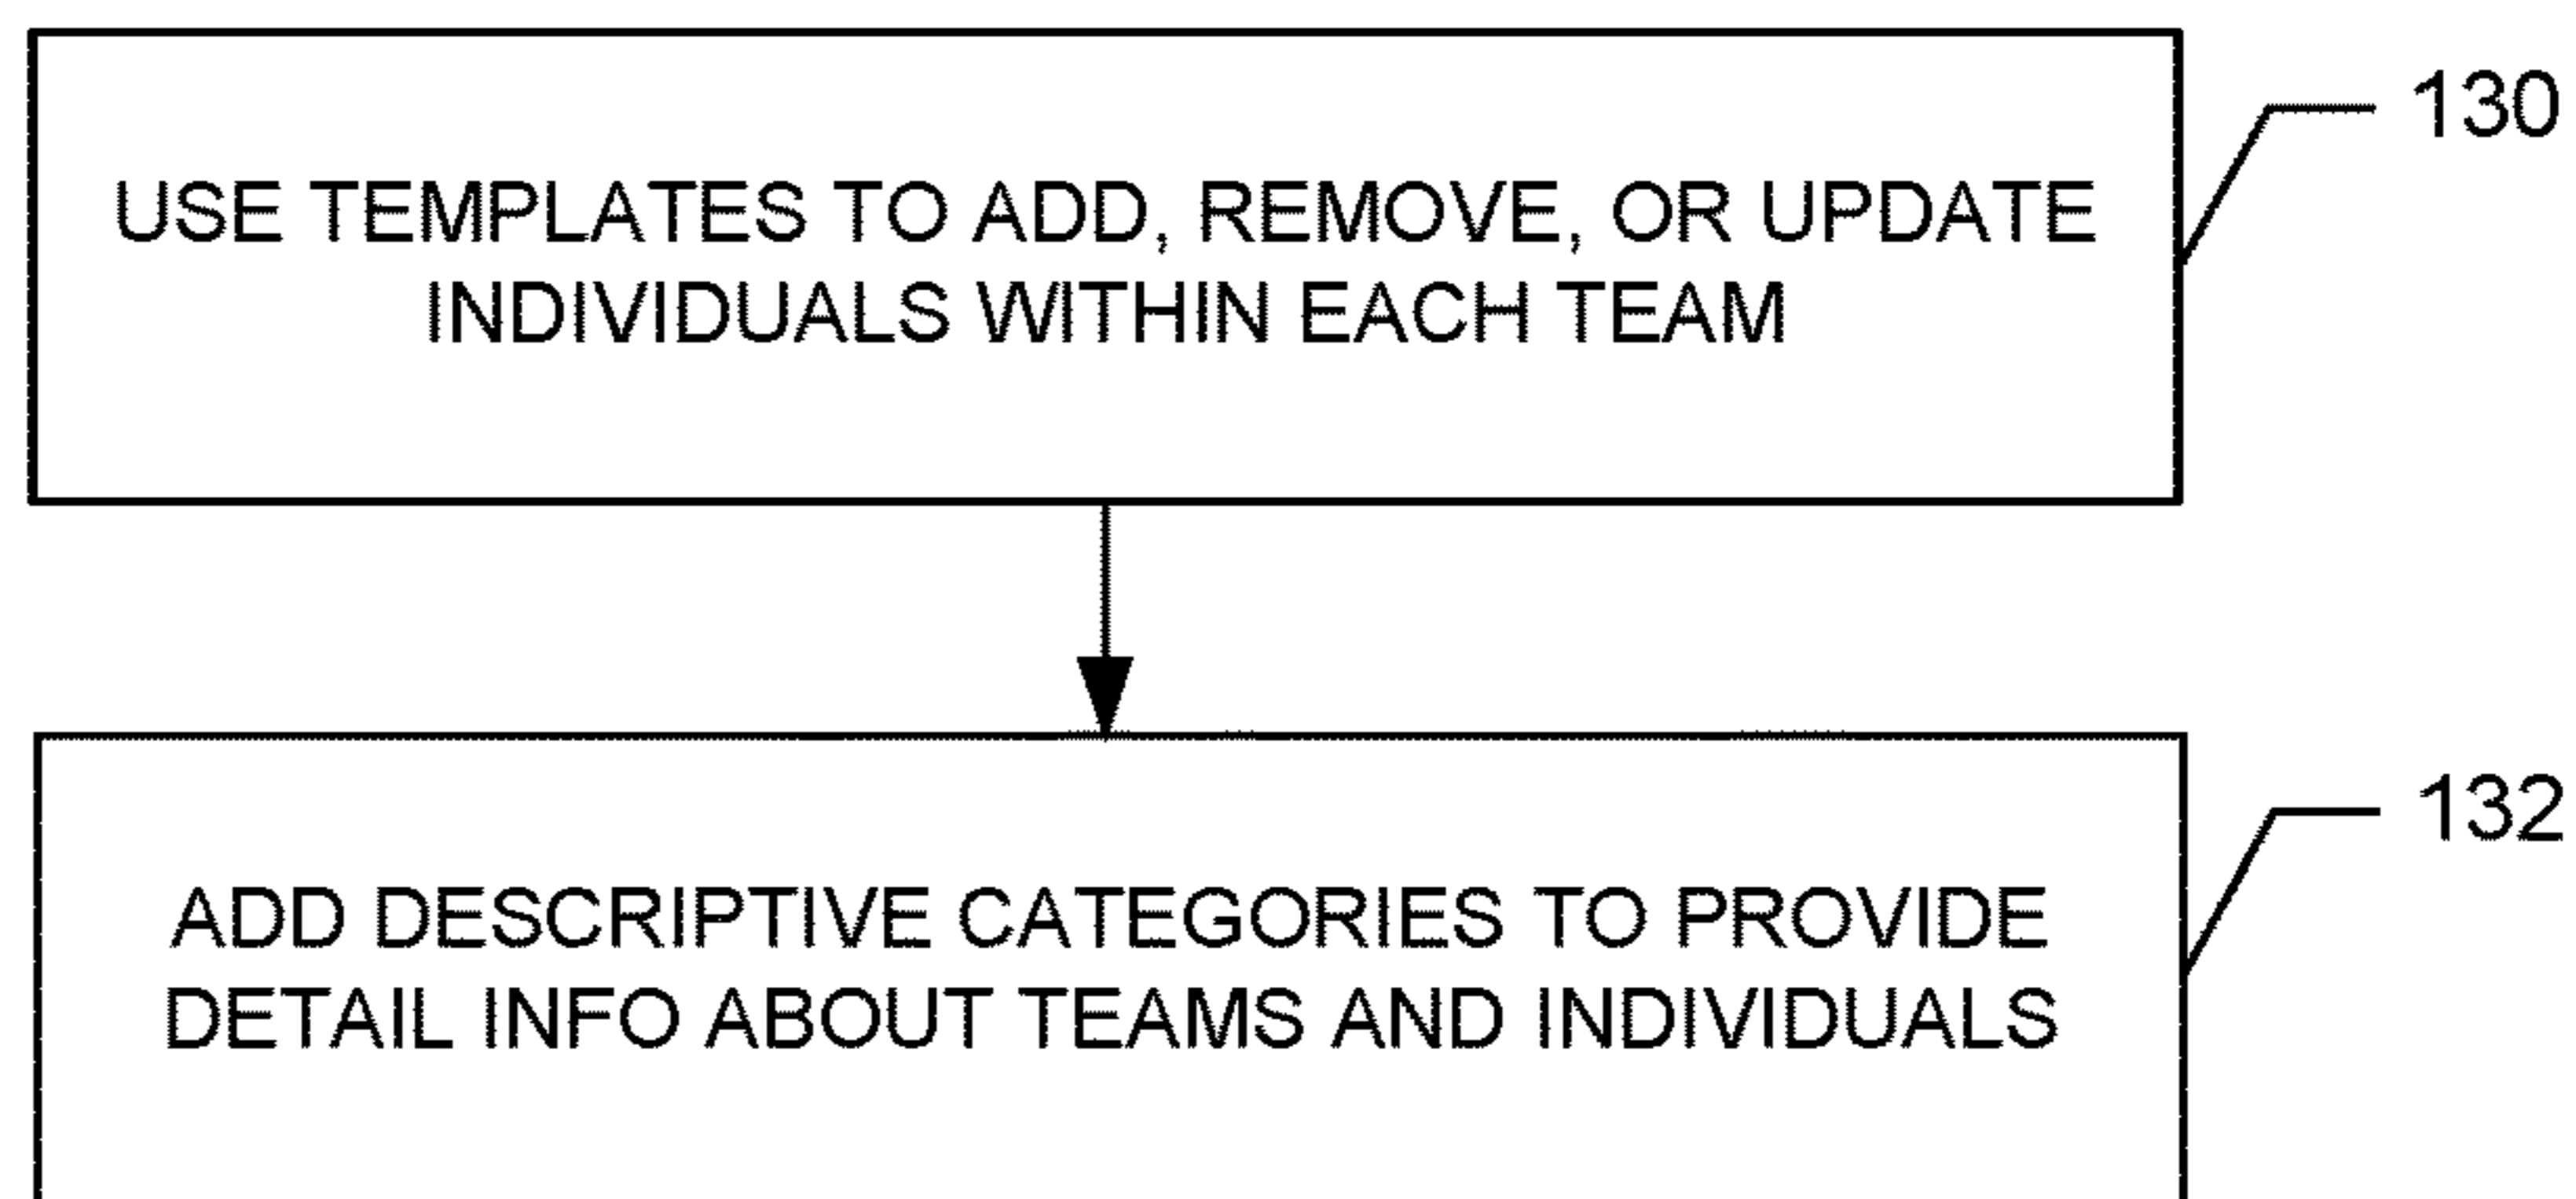 130
USE TEMPLATES TO ADD, REMOVE, OR UPDATE
INDIVIDUALS WITHIN EACH TEAM
132
ADD DESCRIPTIVE CATEGORIES TO PROVIDE
DETAIL INFO ABOUT TEAMS AND INDIVIDUALS